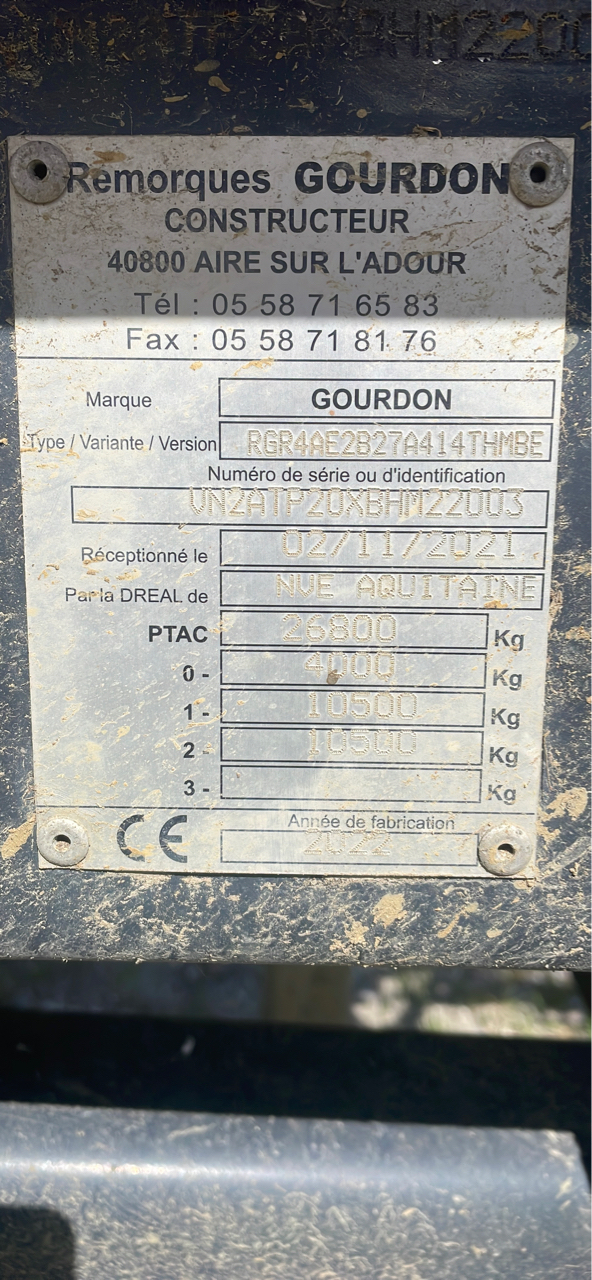 Remorques GOURDON
CONSTRUCTEUR
40800 AIRE SUR L'ADOUR
Tél : 05 58 71 65 83
Fax : 05 58 71 81 76
Marque GOURDON
Type / Variante / Version RGR4AE2B27A414THMBE
Numéro de série ou d'identification
VN2ATP20XBHM22003
Réceptionné le 02/11/2021
Par la DREAL de NVE AQUITAINE
PTAC 26800 Kg
0 - 4000 Kg
1 - 10500 Kg
2 - 10500 Kg
3 - Kg
CE Année de fabrication
2022